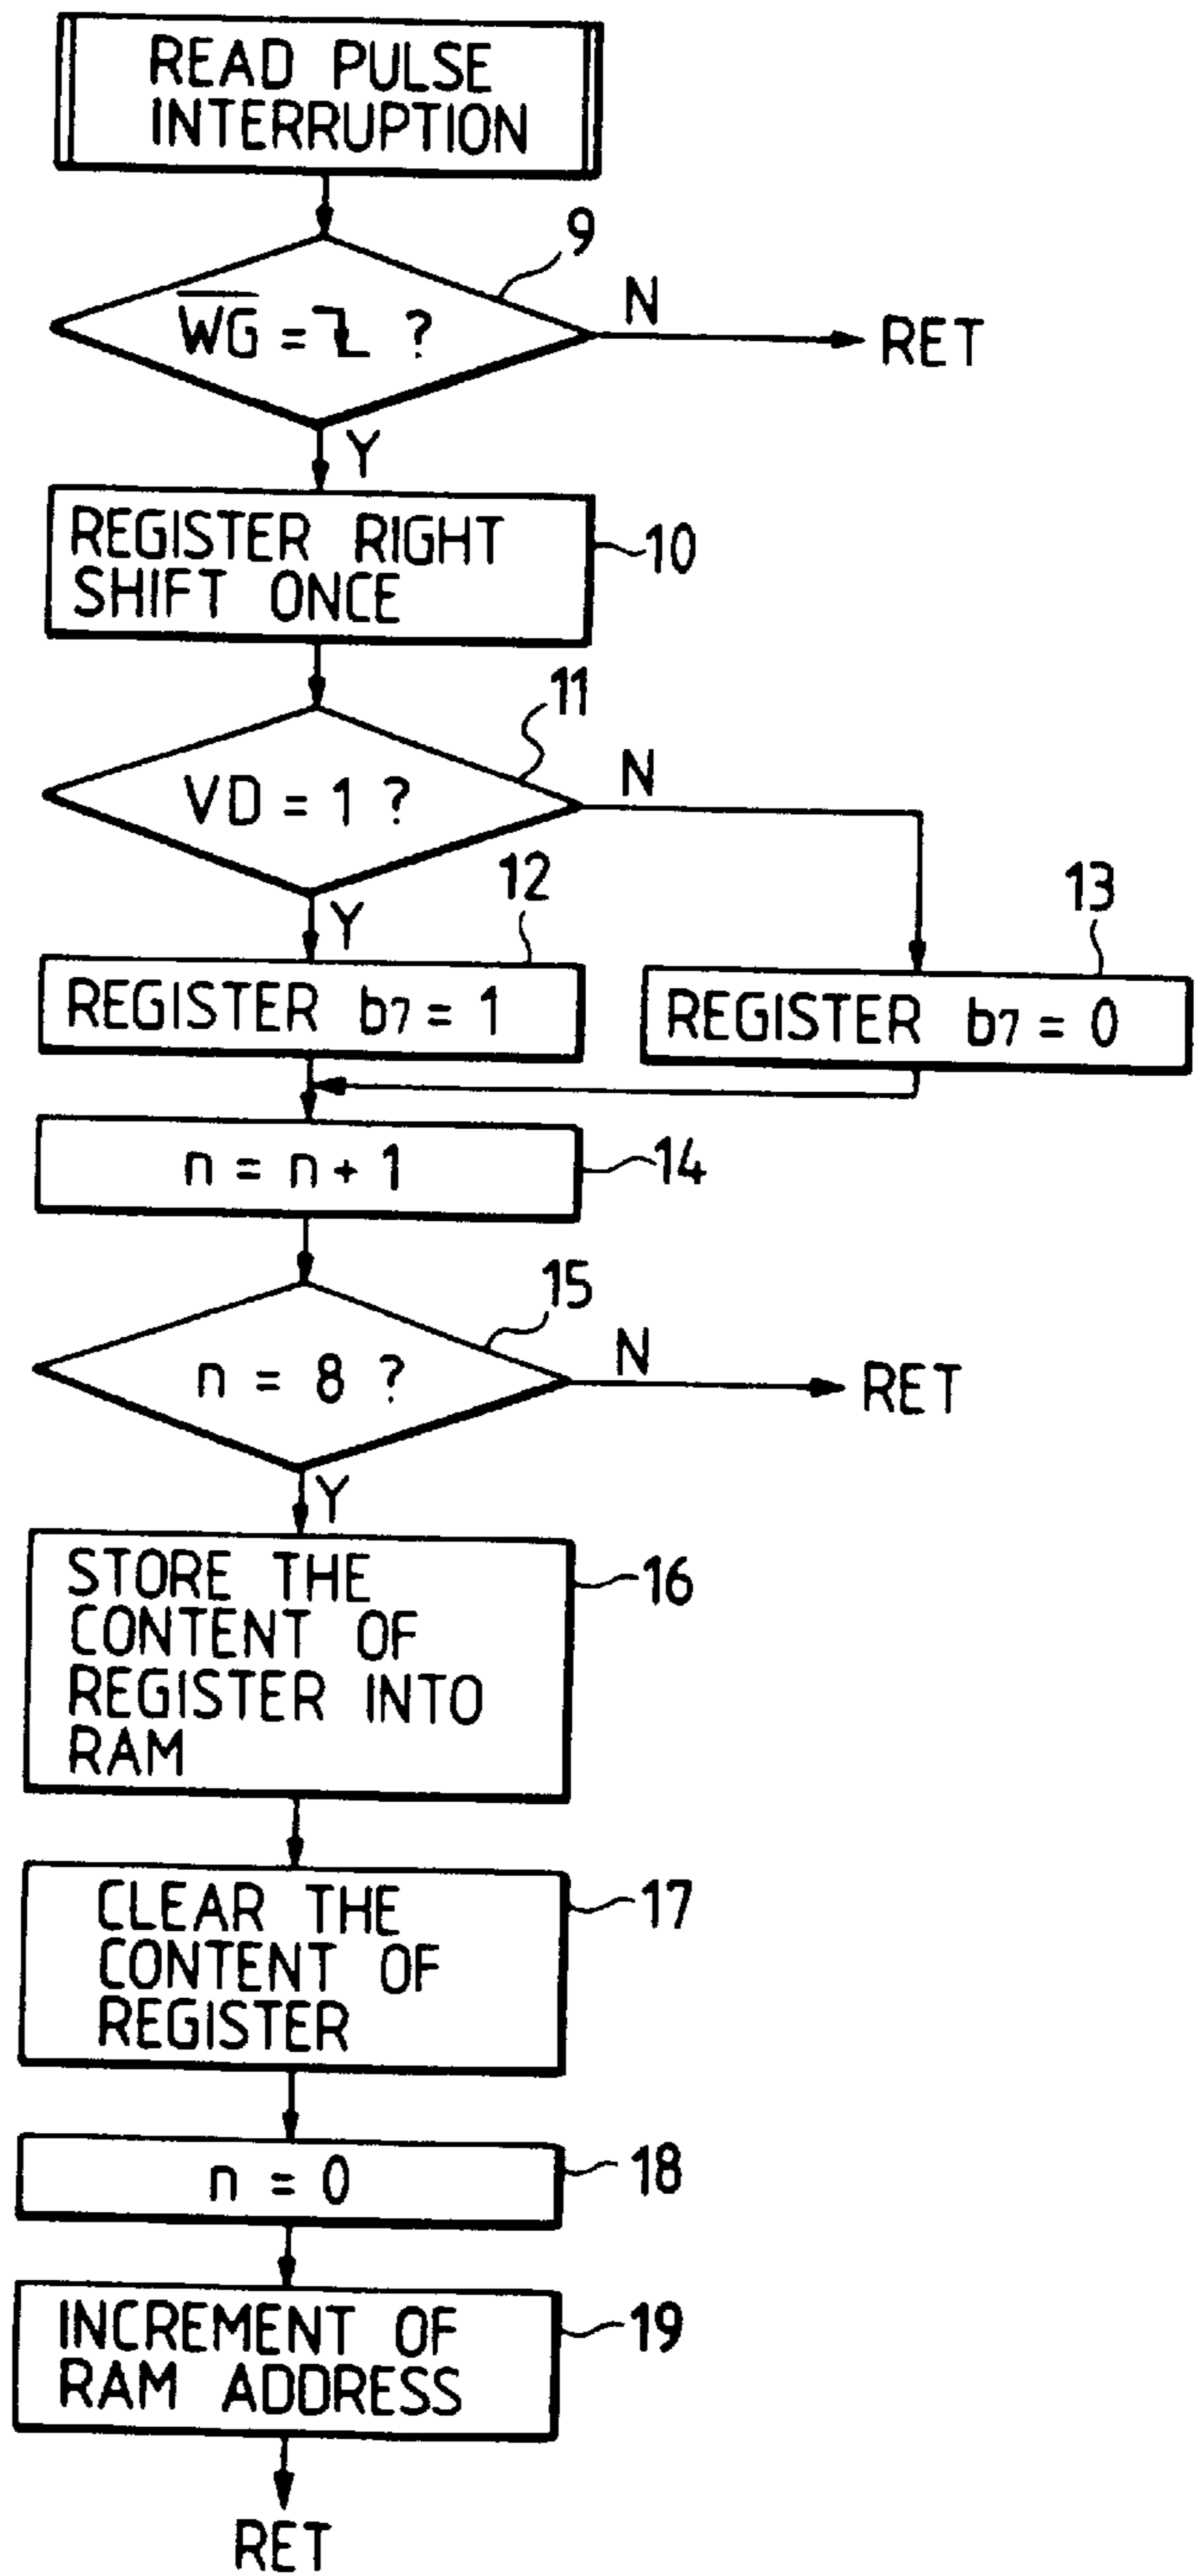 READ PULSE
INTERRUPTION
9
W̅G̅ = ?
N
RET
Y
REGISTER RIGHT
SHIFT ONCE
10
11
VD = 1 ?
N
Y
12
13
REGISTER b7 = 1
REGISTER b7 = 0
n = n + 1
14
15
n = 8 ?
N
RET
Y
STORE THE
CONTENT OF
REGISTER INTO
RAM
16
CLEAR THE
CONTENT OF
REGISTER
17
n = 0
18
INCREMENT OF
RAM ADDRESS
19
RET